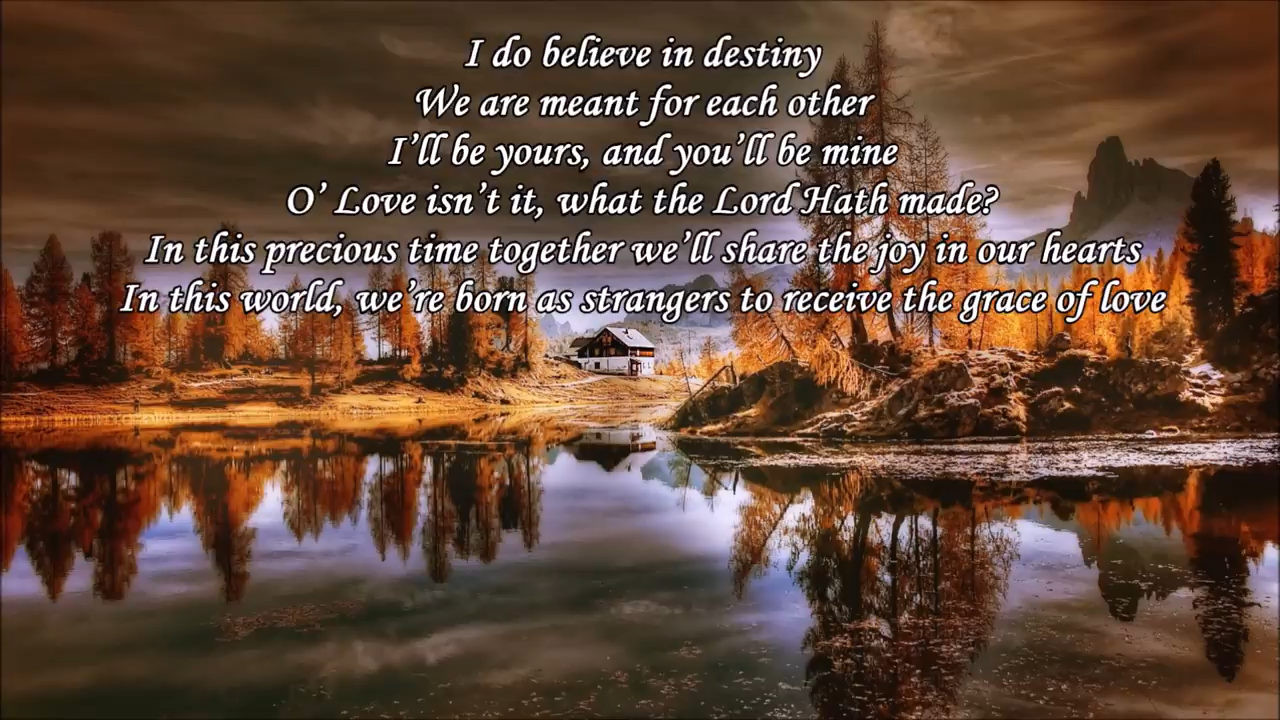 I do believe in destiny
We are meant for each other
I’ll be yours, and you’ll be mine
O’ Love isn’t it, what the Lord Hath made?
In this precious time together we’ll share the joy in our hearts
In this world, we’re born as strangers to receive the grace of love